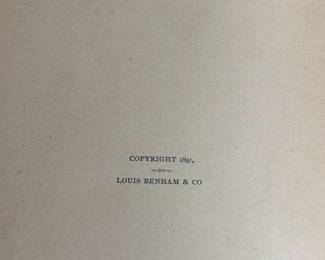 COPYRIGHT 1891,
—BY—
LOUIS BENHAM & CO